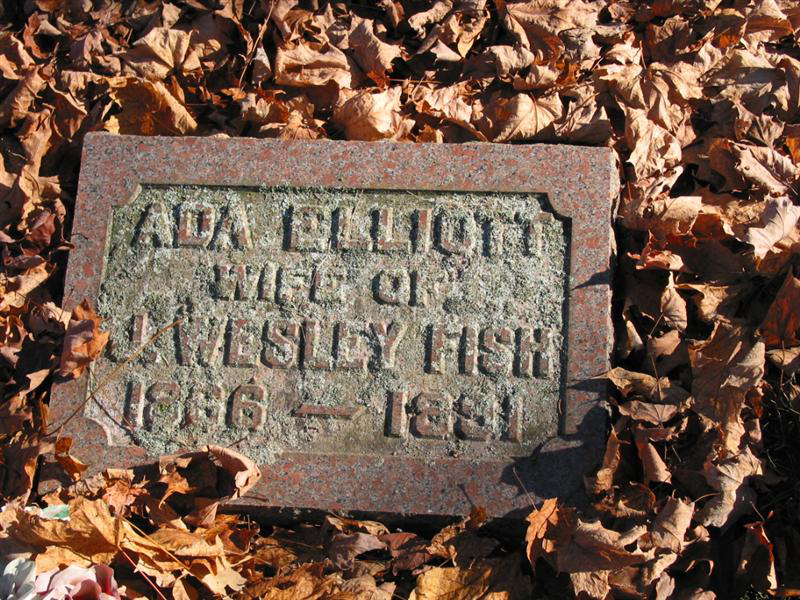 ADA ELLIOTT
WIFE OF
J. WESLEY FISH
1866 — 1891